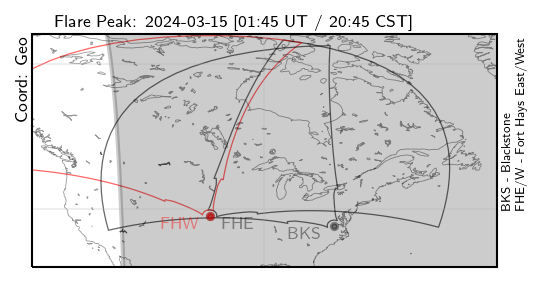 Flare Peak: 2024-03-15 [01:45 UT / 20:45 CST]
Coord: Geo
FHW
FHE
BKS
BKS - Blackstone
FHE/W - Fort Hays East/West